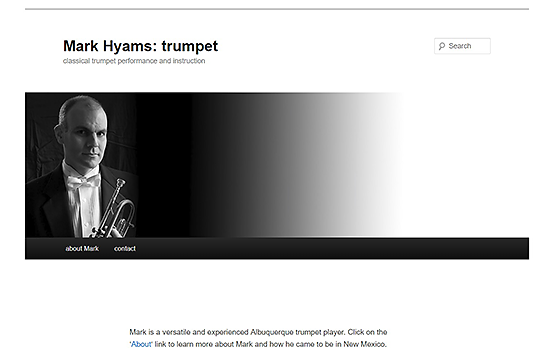 Mark Hyams: trumpet
classical trumpet performance and instruction
Search
about Mark contact
Mark is a versatile and experienced Albuquerque trumpet player. Click on the
'About' link to learn more about Mark and how he came to be in New Mexico.